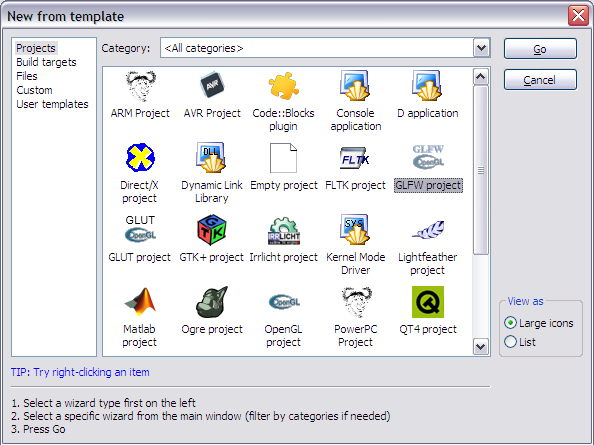 New from template
Projects
Build targets
Files
Custom
User templates
Category: <All categories>
Go
Cancel
ARM Project
AVR
AVR Project
Code::Blocks
plugin
Console
application
D application
Direct/X
project
DLL
Dynamic Link
Library
Empty project
FLTK
FLTK project
GLFW
OpenGL
GLFW project
GLUT
OpenGL
GLUT project
GTK
GTK+ project
IRRLICHT
Irrlicht project
SYS
Kernel Mode
Driver
Lightfeather
project
Matlab
project
Ogre project
OpenGL
OpenGL
project
PowerPC
Project
QT4 project
View as
Large icons
List
TIP: Try right-clicking an item
1. Select a wizard type first on the left
2. Select a specific wizard from the main window (filter by categories if needed)
3. Press Go